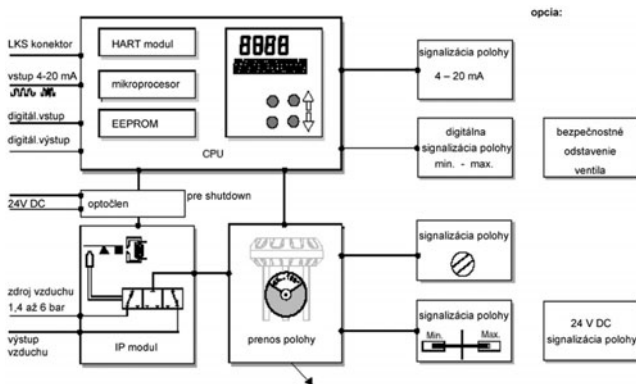 opcia:
LKS konektor
vstup 4-20 mA
digitál.vstup
digitál.výstup
HART modul
mikroprocesor
EEPROM
8888
CPU
signalizácia polohy
4 – 20 mA
digitálna
signalizácia polohy
min. - max.
bezpečnostné
odstavenie
ventila
24V DC
optočlen
pre shutdown
zdroj vzduchu
1,4 až 6 bar
výstup
vzduchu
IP modul
prenos polohy
signalizácia polohy
signalizácia polohy
Min.
Max.
24 V DC
signalizácia polohy